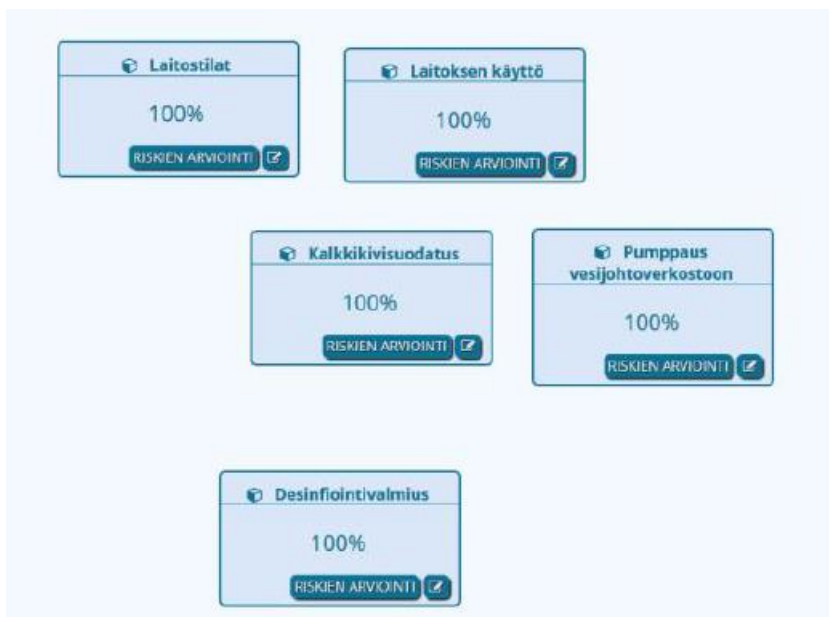 Laitostilat
100%
RISKIEN ARVIOINTI
Laitoksen käyttö
100%
RISKIEN ARVIOINTI
Kalkkikivisuodatus
100%
RISKIEN ARVIOINTI
Pumppaus
vesijohtoverkostoon
100%
RISKIEN ARVIOINTI
Desinfiointivalmius
100%
RISKIEN ARVIOINTI